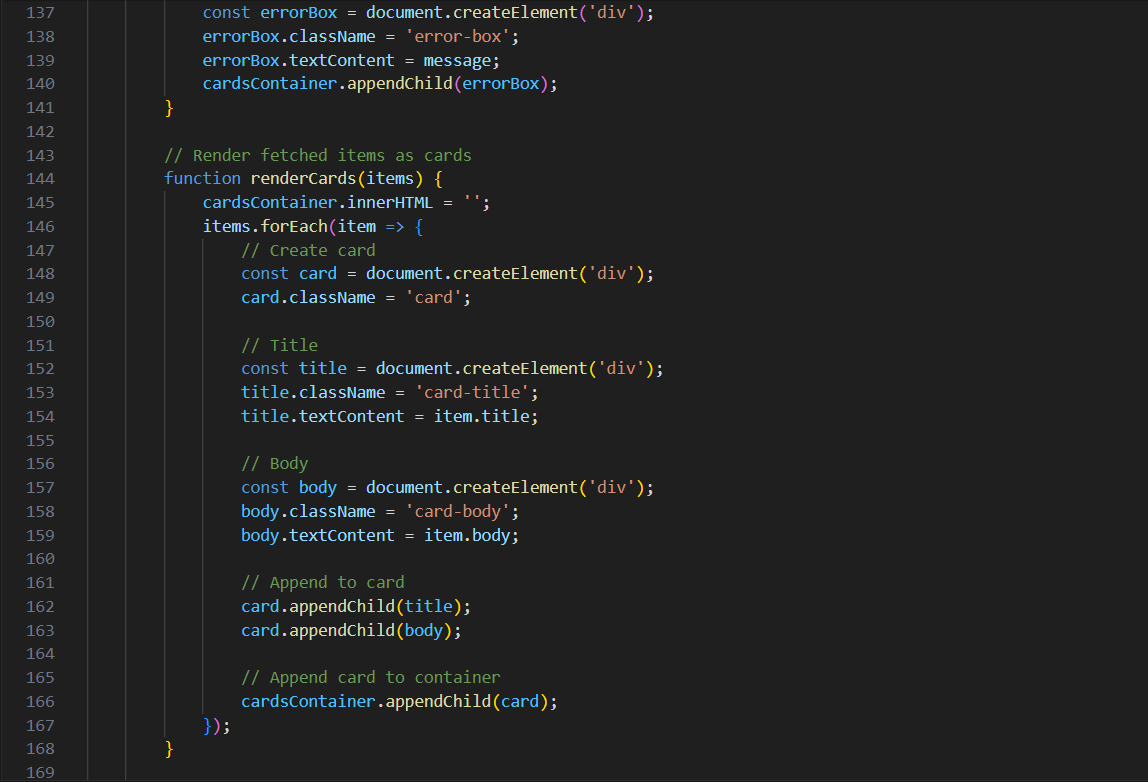 137 const errorBox = document.createElement('div');
138 errorBox.className = 'error-box';
139 errorBox.textContent = message;
140 cardsContainer.appendChild(errorBox);
141 }
142
143 // Render fetched items as cards
144 function renderCards(items) {
145 cardsContainer.innerHTML = '';
146 items.forEach(item => {
147 // Create card
148 const card = document.createElement('div');
149 card.className = 'card';
150
151 // Title
152 const title = document.createElement('div');
153 title.className = 'card-title';
154 title.textContent = item.title;
155
156 // Body
157 const body = document.createElement('div');
158 body.className = 'card-body';
159 body.textContent = item.body;
160
161 // Append to card
162 card.appendChild(title);
163 card.appendChild(body);
164
165 // Append card to container
166 cardsContainer.appendChild(card);
167 });
168 }
169